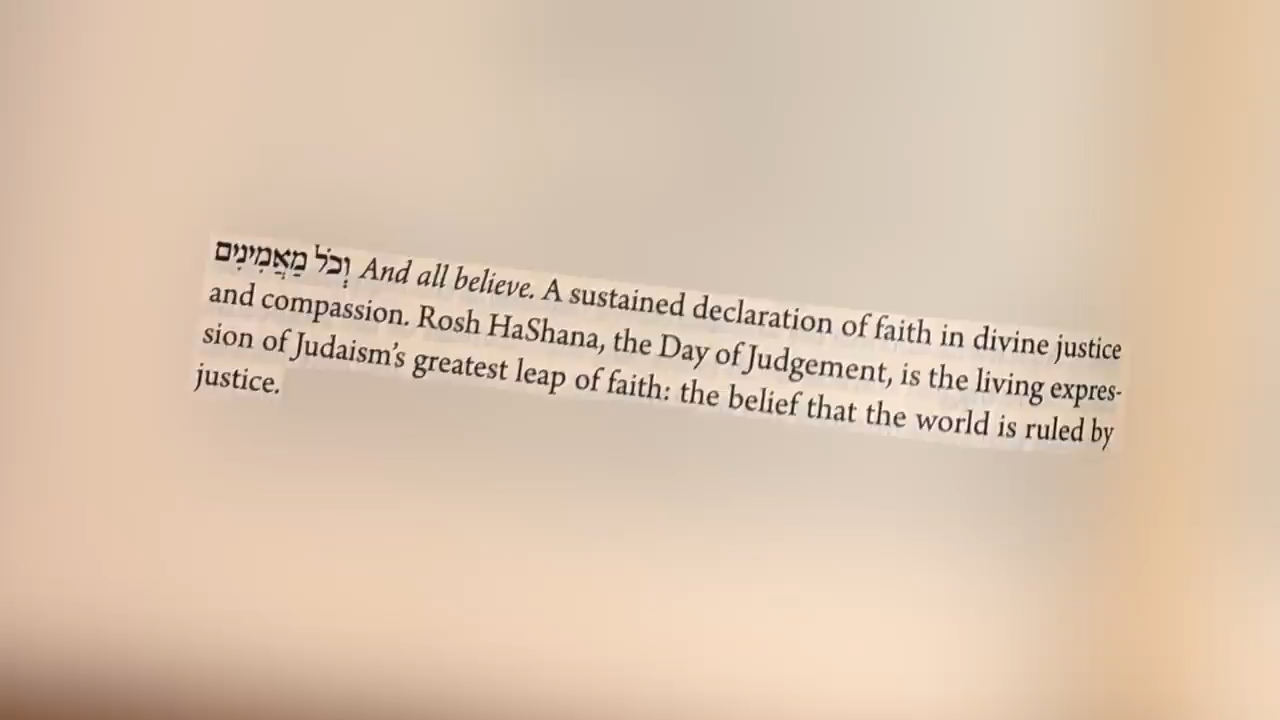 וְכֹל מַאֲמִינִים And all believe. A sustained declaration of faith in divine justice
and compassion. Rosh HaShana, the Day of Judgement, is the living expres-
sion of Judaism's greatest leap of faith: the belief that the world is ruled by
justice.